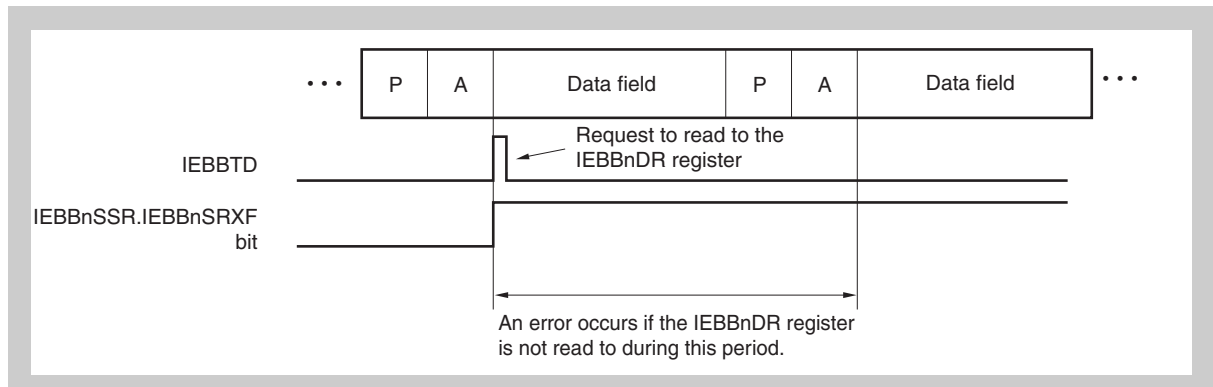 • • • P A Data field P A Data field • • •
Request to read to the
IEBBnDR register
IEBBTD
IEBBnSSR.IEBBnSRXF
bit
An error occurs if the IEBBnDR register
is not read to during this period.